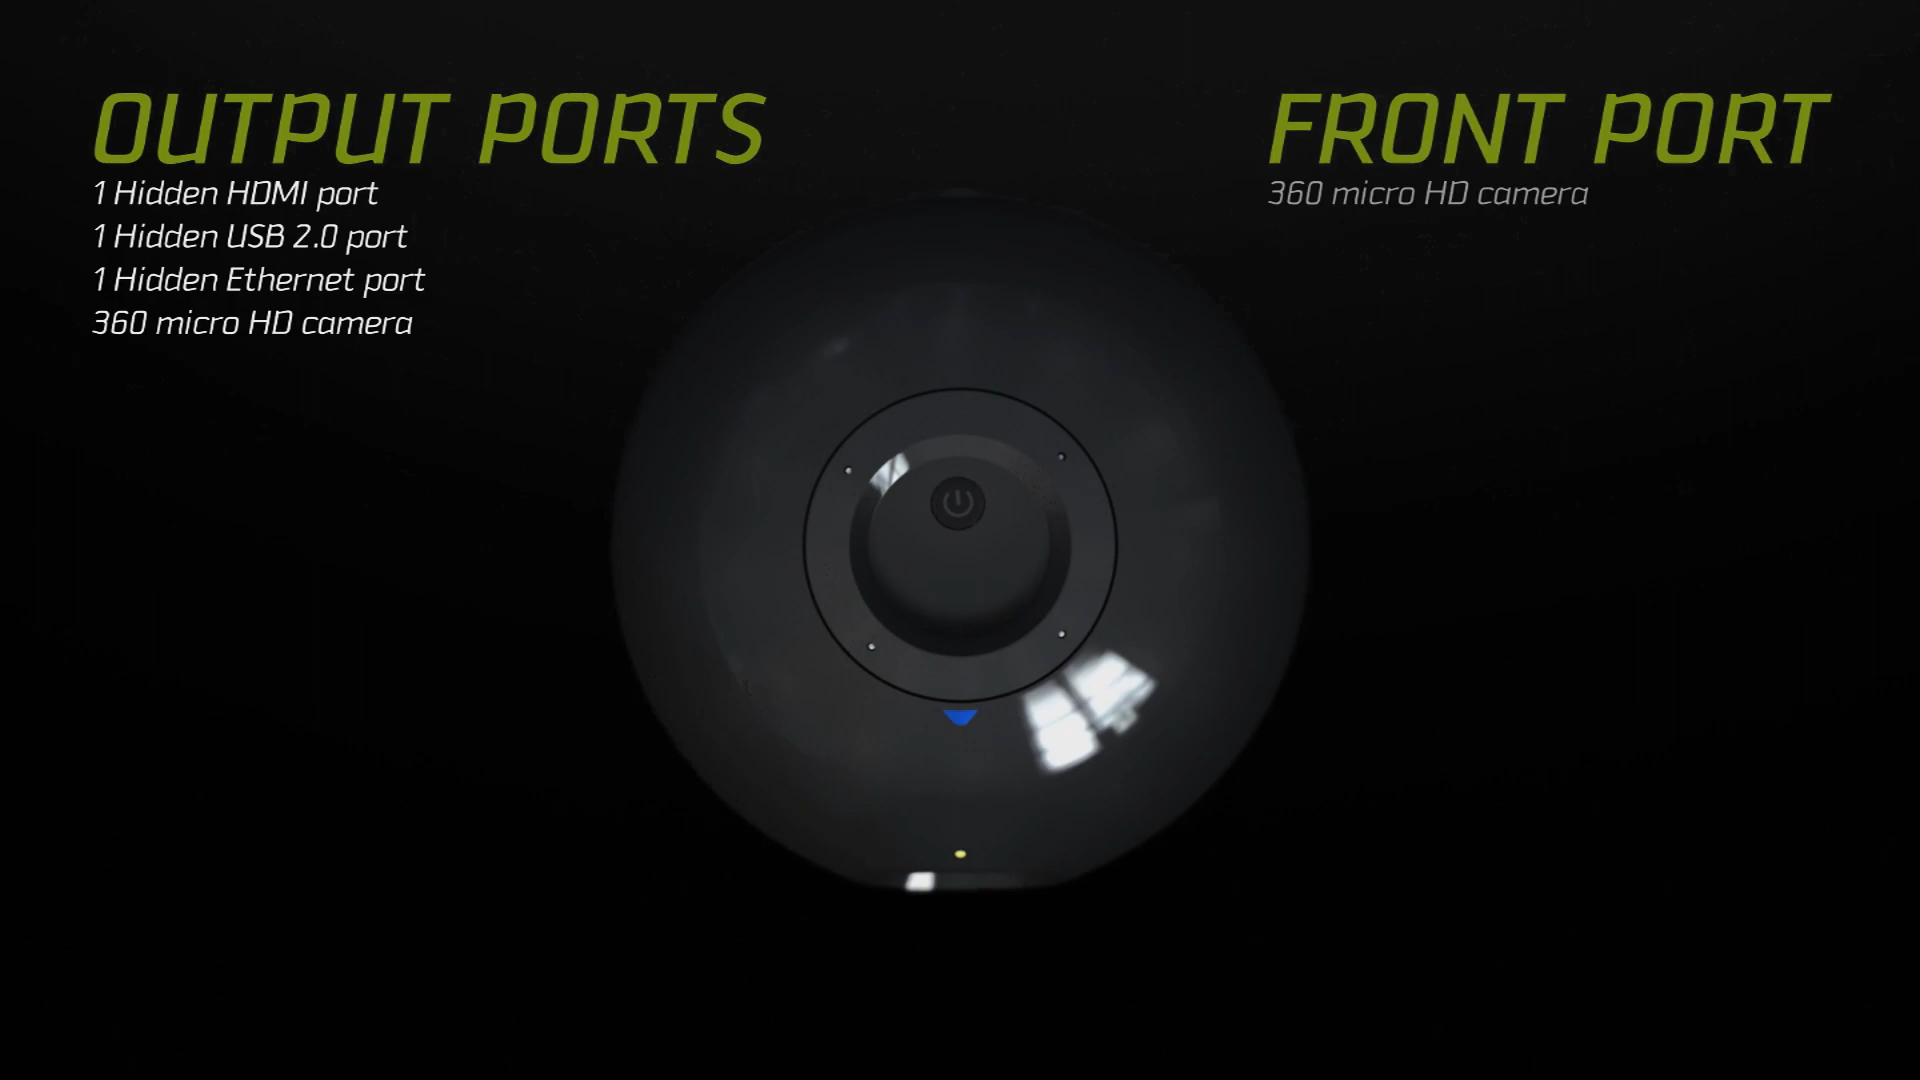 OUTPUT PORTS
1 Hidden HDMI port
1 Hidden USB 2.0 port
1 Hidden Ethernet port
360 micro HD camera
FRONT PORT
360 micro HD camera